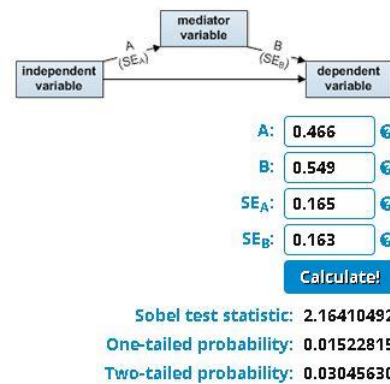 mediator
variable
A
(SEA)
B
(SEB)
independent
variable
dependent
variable
A: 0.466
B: 0.549
SEA: 0.165
SEB: 0.163
Calculate!
Sobel test statistic: 2.16410492
One-tailed probability: 0.01522815
Two-tailed probability: 0.03045630